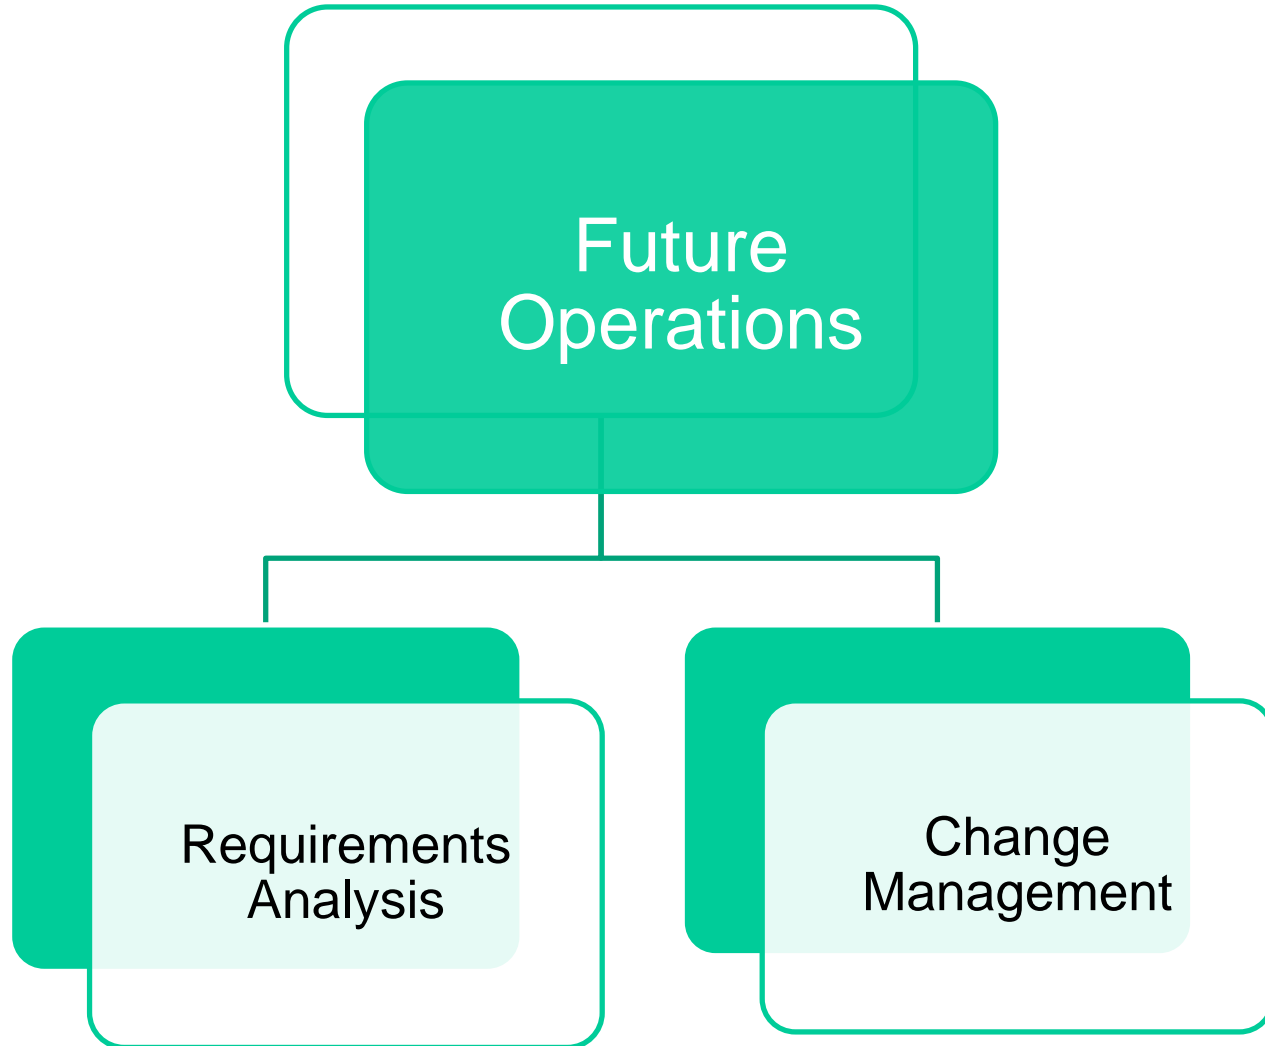 Future
Operations
Requirements
Analysis
Change
Management